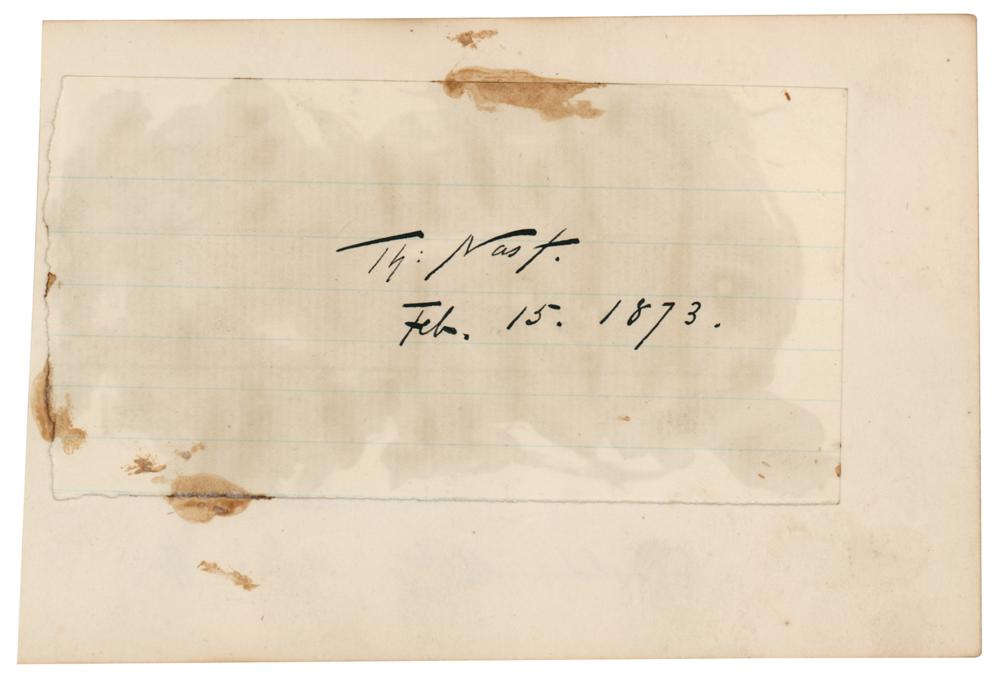 Th: Nast.
Feb. 15. 1873.